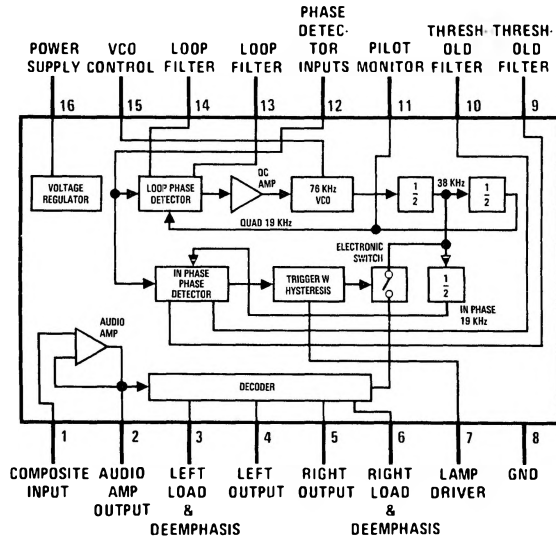 PHASE
DETEC-
TOR
INPUTS
POWER
SUPPLY
VCO
CONTROL
LOOP
FILTER
LOOP
FILTER
PILOT
MONITOR
THRESH-
OLD
FILTER
THRESH-
OLD
FILTER
16 15 14 13 12 11 10 9
VOLTAGE
REGULATOR
LOOP PHASE
DETECTOR
DC
AMP
76 KHz
VCO
1
2
38 KHz
1
2
QUAD 19 KHz
ELECTRONIC
SWITCH
IN PHASE
PHASE
DETECTOR
TRIGGER W
HYSTERESIS
1
2
IN PHASE
19 KHz
AUDIO
AMP
DECODER
1 2 3 4 5 6 7 8
COMPOSITE
INPUT
AUDIO
AMP
OUTPUT
LEFT
LOAD
&
DEEMPHASIS
LEFT
OUTPUT
RIGHT
OUTPUT
RIGHT
LOAD
&
DEEMPHASIS
LAMP
DRIVER
GND